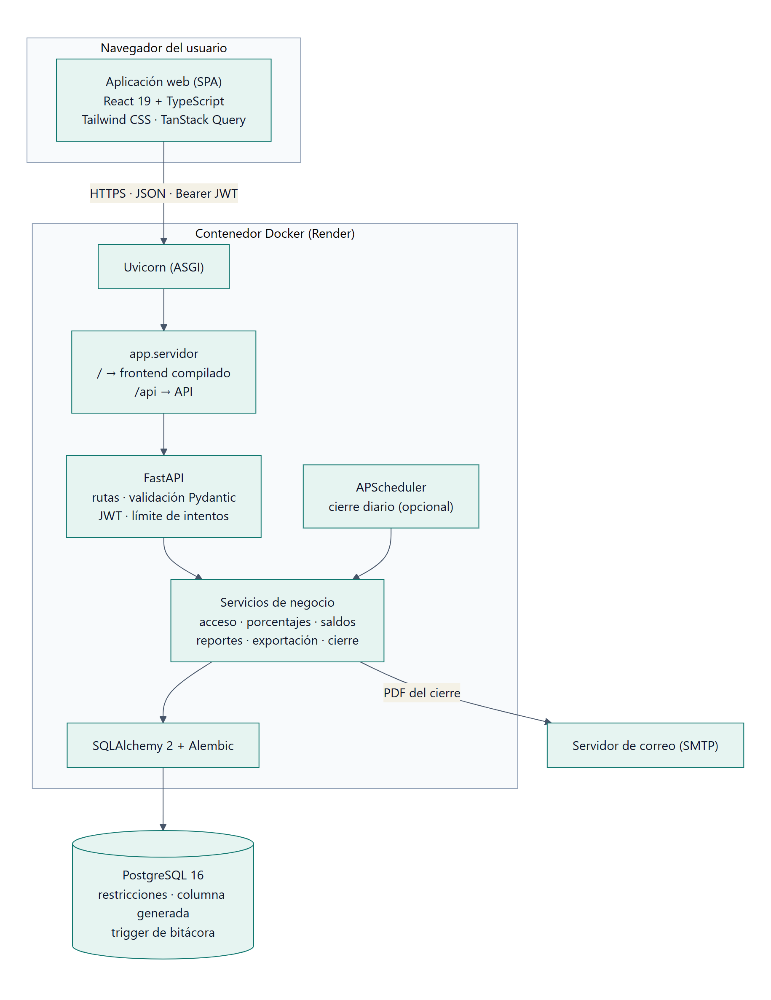 Navegador del usuario
Aplicación web (SPA)
React 19 + TypeScript
Tailwind CSS · TanStack Query
HTTPS · JSON · Bearer JWT
Contenedor Docker (Render)
Uvicorn (ASGI)
app.servidor
/ → frontend compilado
/api → API
FastAPI
rutas · validación Pydantic
JWT · límite de intentos
APScheduler
cierre diario (opcional)
Servicios de negocio
acceso · porcentajes · saldos
reportes · exportación · cierre
PDF del cierre
SQLAlchemy 2 + Alembic
Servidor de correo (SMTP)
PostgreSQL 16
restricciones · columna
generada
trigger de bitácora